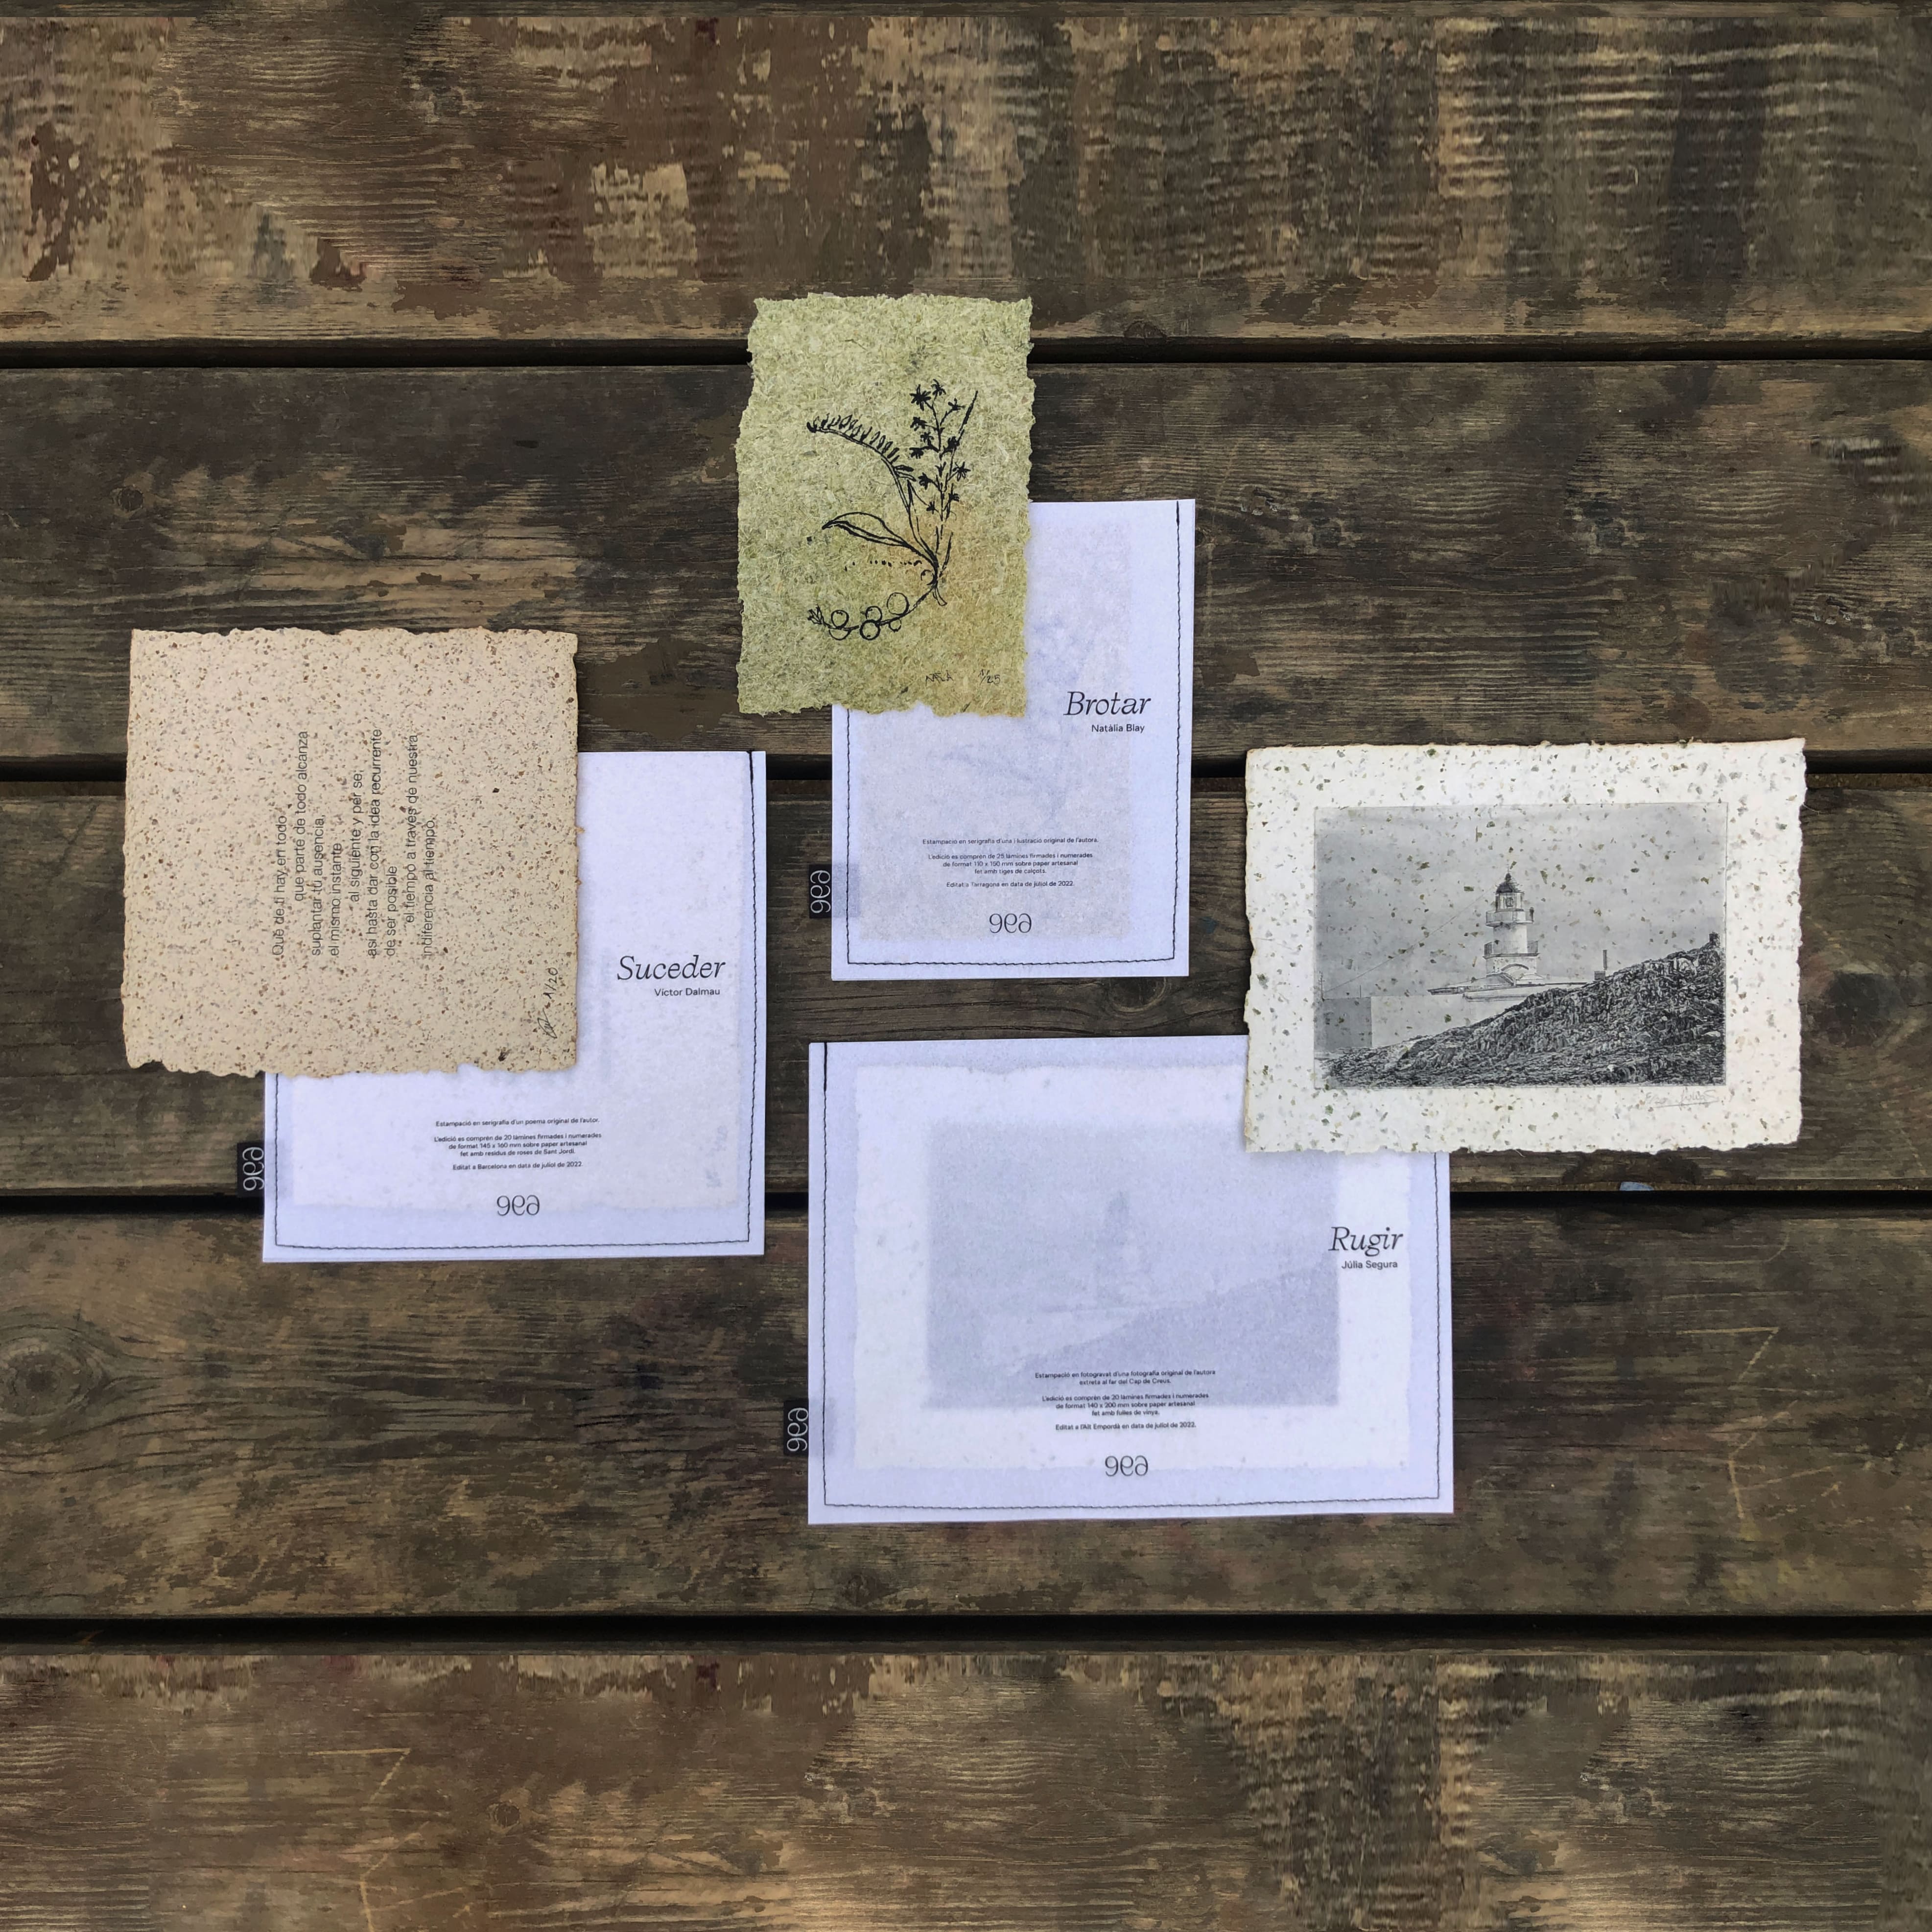 Que de ti hay en todo,
que parte de todo alcanza
suplantar tu ausencia,
el mismo instante
al siguiente y per se;
así hasta dar con la idea recurrente
de ser posible
el tiempo a través de nuestra
indiferencia al tiempo.
1/20
Suceder
Víctor Dalmau
Estampació en serigrafia d'un poema original de l'autor.
L'edició es comprèn de 20 làmines firmades i numerades
de format 145 x 160 mm sobre paper artesanal
fet amb residus de roses de Sant Jordi.
Editat a Barcelona en data de juliol de 2022.
gea
gea
1/25
Brotar
Natàlia Blay
Estampació en serigrafia d'una i·lustració original de l'autora.
L'edició es comprèn de 25 làmines firmades i numerades
de format 110 x 150 mm sobre paper artesanal
fet amb tiges de calçots.
Editat a Tarragona en data de juliol de 2022.
gea
gea
Rugir
Júlia Segura
Estampació en fotogravat d'una fotografia original de l'autora
extreta al far del Cap de Creus.
L'edició es comprèn de 20 làmines firmades i numerades
de format 140 x 200 mm sobre paper artesanal
fet amb fulles de vinya.
Editat a l'Alt Empordà en data de juliol de 2022.
gea
gea